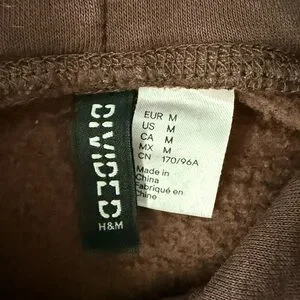 DIVIDED
H&M
EUR M
US M
CA M
MX M
CN 170/96A
Made in
China
Fabriqué en
Chine